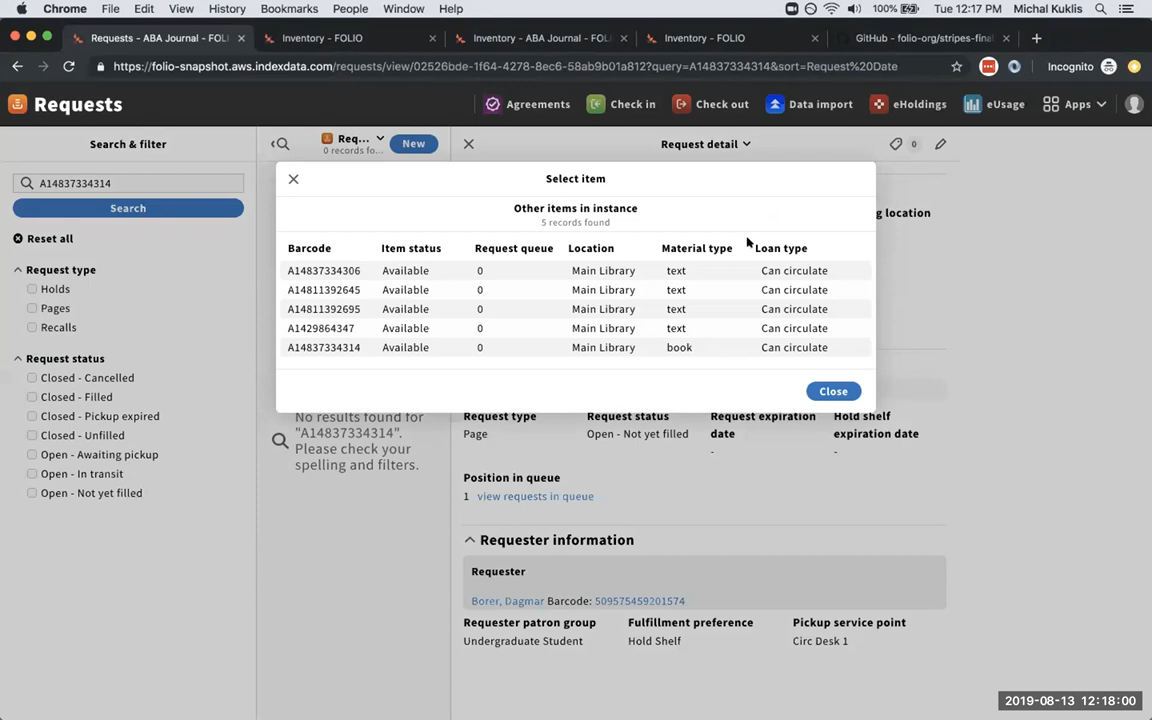 Chrome File Edit View History Bookmarks People Window Help 100% Tue 12:17 PM Michal Kuklis
Requests - ABA Journal - FOLI
Inventory - FOLIO
Inventory - ABA Journal - FOLI
Inventory - FOLIO
GitHub - folio-org/stripes-final
https://folio-snapshot.aws.indexdata.com/requests/view/02526bde-1f64-4278-8ec6-58ab9b01a812?query=A14837334314&sort=Request%20Date
Incognito
Requests
Agreements Check in Check out Data import eHoldings eUsage Apps
Search & filter
Req...
0 records fo...
New
Request detail
0
A14837334314
Search
Reset all
Request type
Holds
Pages
Recalls
Request status
Closed - Cancelled
Closed - Filled
Closed - Pickup expired
Closed - Unfilled
Open - Awaiting pickup
Open - In transit
Open - Not yet filled
Select item
Other items in instance
5 records found
Barcode Item status Request queue Location Material type Loan type
A14837334306 Available 0 Main Library text Can circulate
A14811392645 Available 0 Main Library text Can circulate
A14811392695 Available 0 Main Library text Can circulate
A1429864347 Available 0 Main Library text Can circulate
A14837334314 Available 0 Main Library book Can circulate
Close
g location
No results found for
"A14837334314".
Please check your
spelling and filters.
Request type Request status Request expiration date Hold shelf expiration date
Page Open - Not yet filled - -
Position in queue
1 view requests in queue
Requester information
Requester
Borer, Dagmar Barcode: 509575459201574
Requester patron group Fulfillment preference Pickup service point
Undergraduate Student Hold Shelf Circ Desk 1
2019-08-13 12:18:00